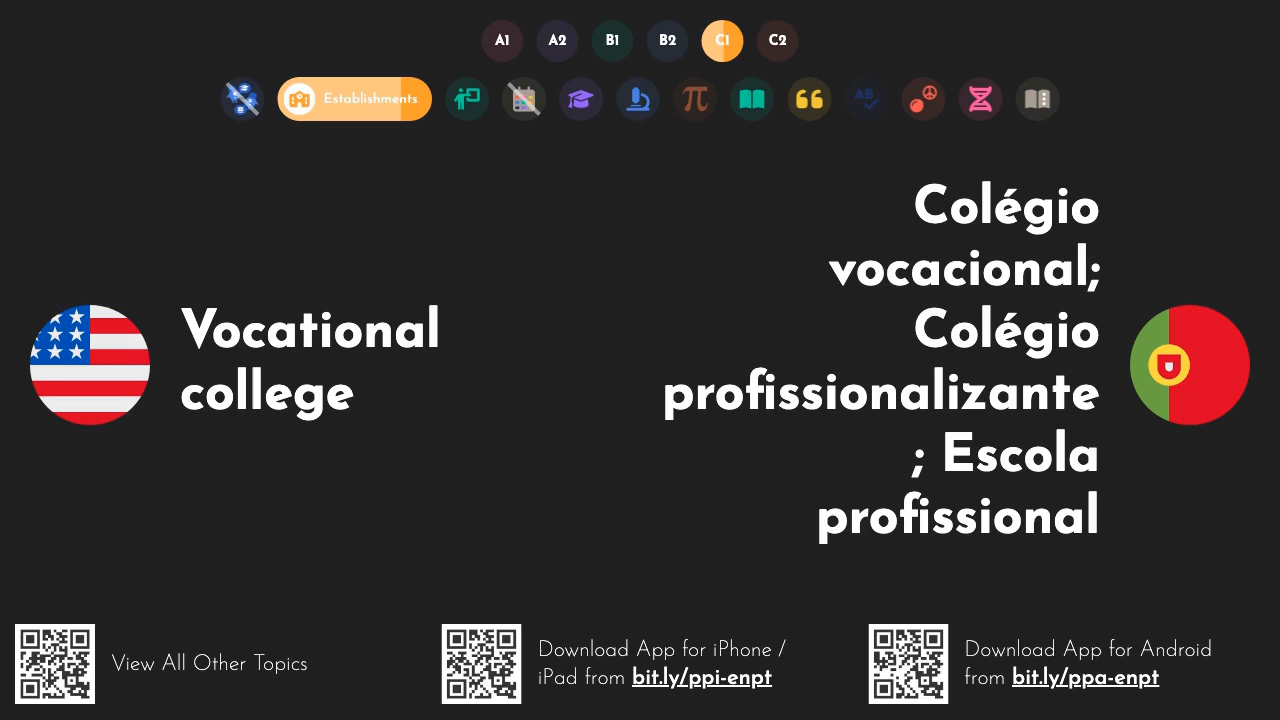 A1 A2 B1 B2 C1 C2
Establishments
Vocational
college
Colégio
vocacional;
Colégio
profissionalizante
; Escola
profissional
View All Other Topics
Download App for iPhone /
iPad from bit.ly/ppi-enpt
Download App for Android
from bit.ly/ppa-enpt